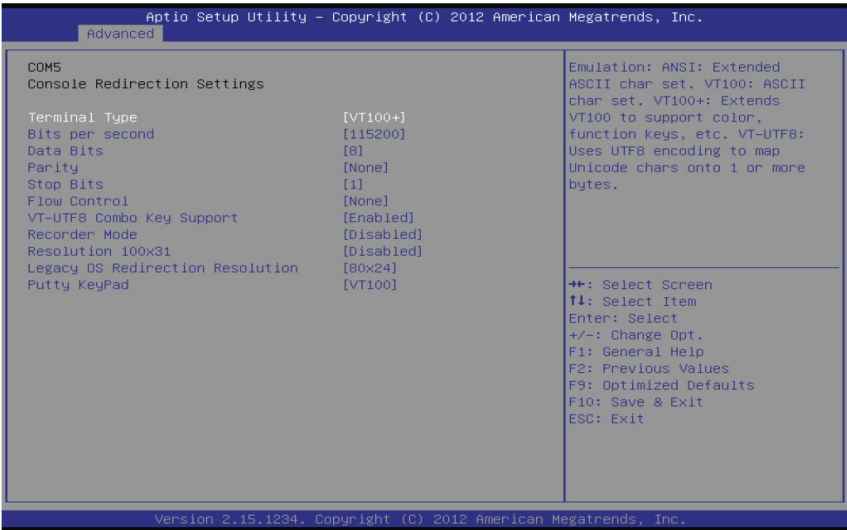 Aptio Setup Utility – Copyright (C) 2012 American Megatrends, Inc.
Advanced
COM5
Console Redirection Settings
Terminal Type [VT100+]
Bits per second [115200]
Data Bits [8]
Parity [None]
Stop Bits [1]
Flow Control [None]
VT-UTF8 Combo Key Support [Enabled]
Recorder Mode [Disabled]
Resolution 100x31 [Disabled]
Legacy OS Redirection Resolution [80x24]
Putty KeyPad [VT100]
Emulation: ANSI: Extended
ASCII char set. VT100: ASCII
char set. VT100+: Extends
VT100 to support color,
function keys, etc. VT-UTF8:
Uses UTF8 encoding to map
Unicode chars onto 1 or more
bytes.
→←: Select Screen
↑↓: Select Item
Enter: Select
+/-: Change Opt.
F1: General Help
F2: Previous Values
F9: Optimized Defaults
F10: Save & Exit
ESC: Exit
Version 2.15.1234. Copyright (C) 2012 American Megatrends, Inc.